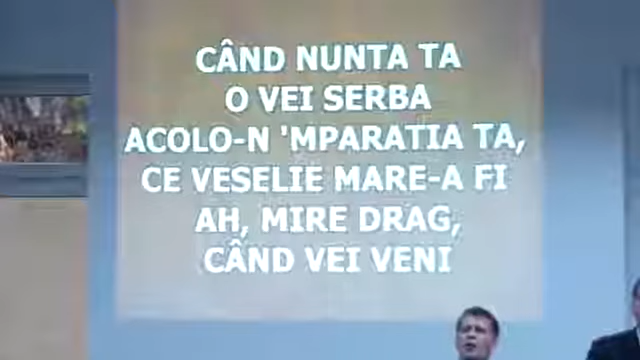 CÂND NUNTA TA
O VEI SERBA
ACOLO-N 'MPARATIA TA,
CE VESELIE MARE-A FI
AH, MIRE DRAG,
CÂND VEI VENI